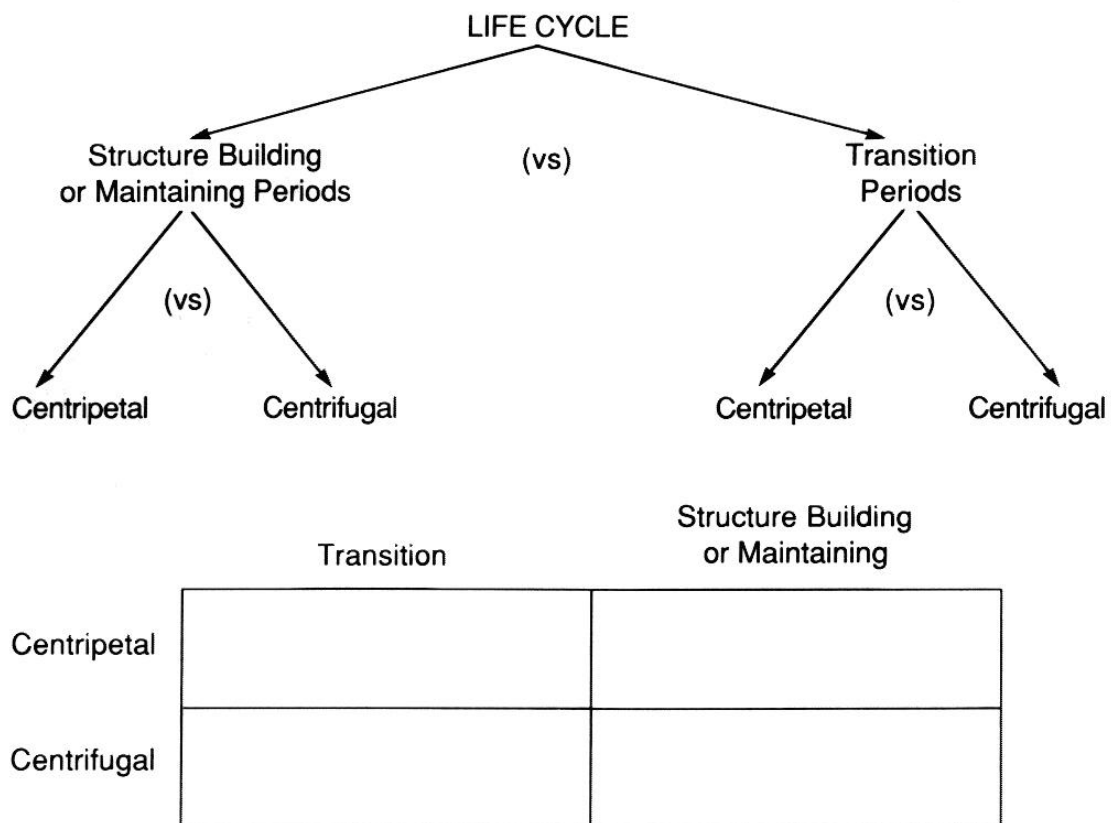 LIFE CYCLE
Structure Building
or Maintaining Periods
(vs)
Transition
Periods
(vs)
(vs)
Centripetal
Centrifugal
Centripetal
Centrifugal
Transition
Structure Building
or Maintaining
Centripetal
Centrifugal